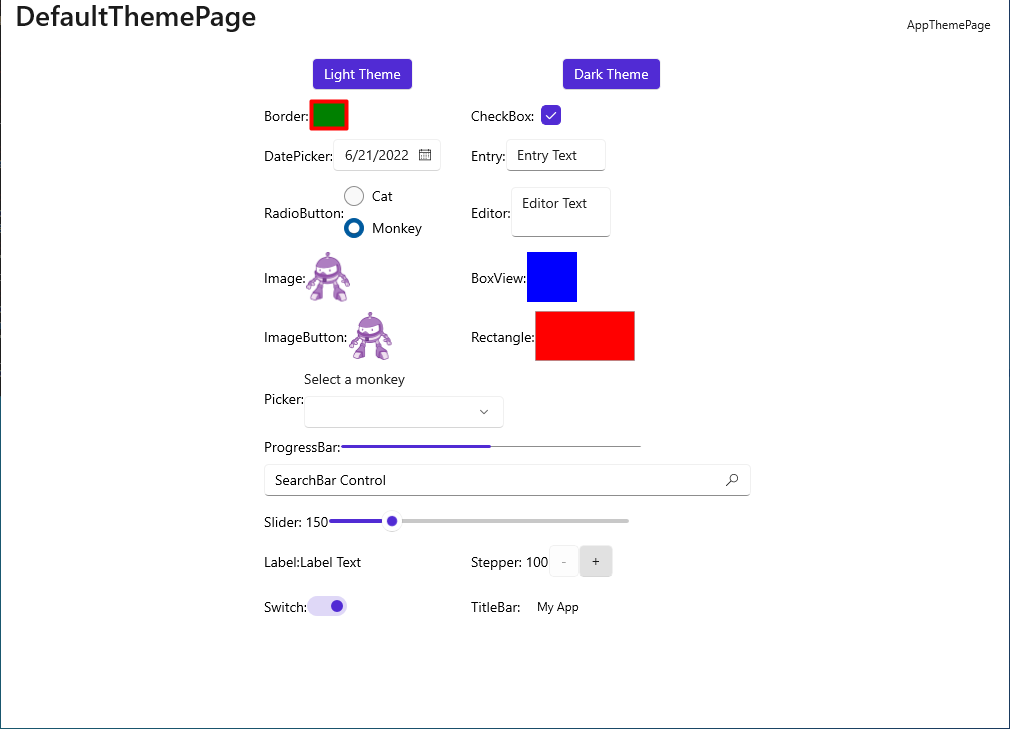 DefaultThemePage
AppThemePage
Light Theme
Dark Theme
Border:
CheckBox:
DatePicker: 6/21/2022
Entry: Entry Text
RadioButton:
Cat
Monkey
Editor: Editor Text
Image:
BoxView:
ImageButton:
Rectangle:
Select a monkey
Picker:
ProgressBar:
SearchBar Control
Slider: 150
Label:Label Text
Stepper: 100 - +
Switch:
TitleBar: My App